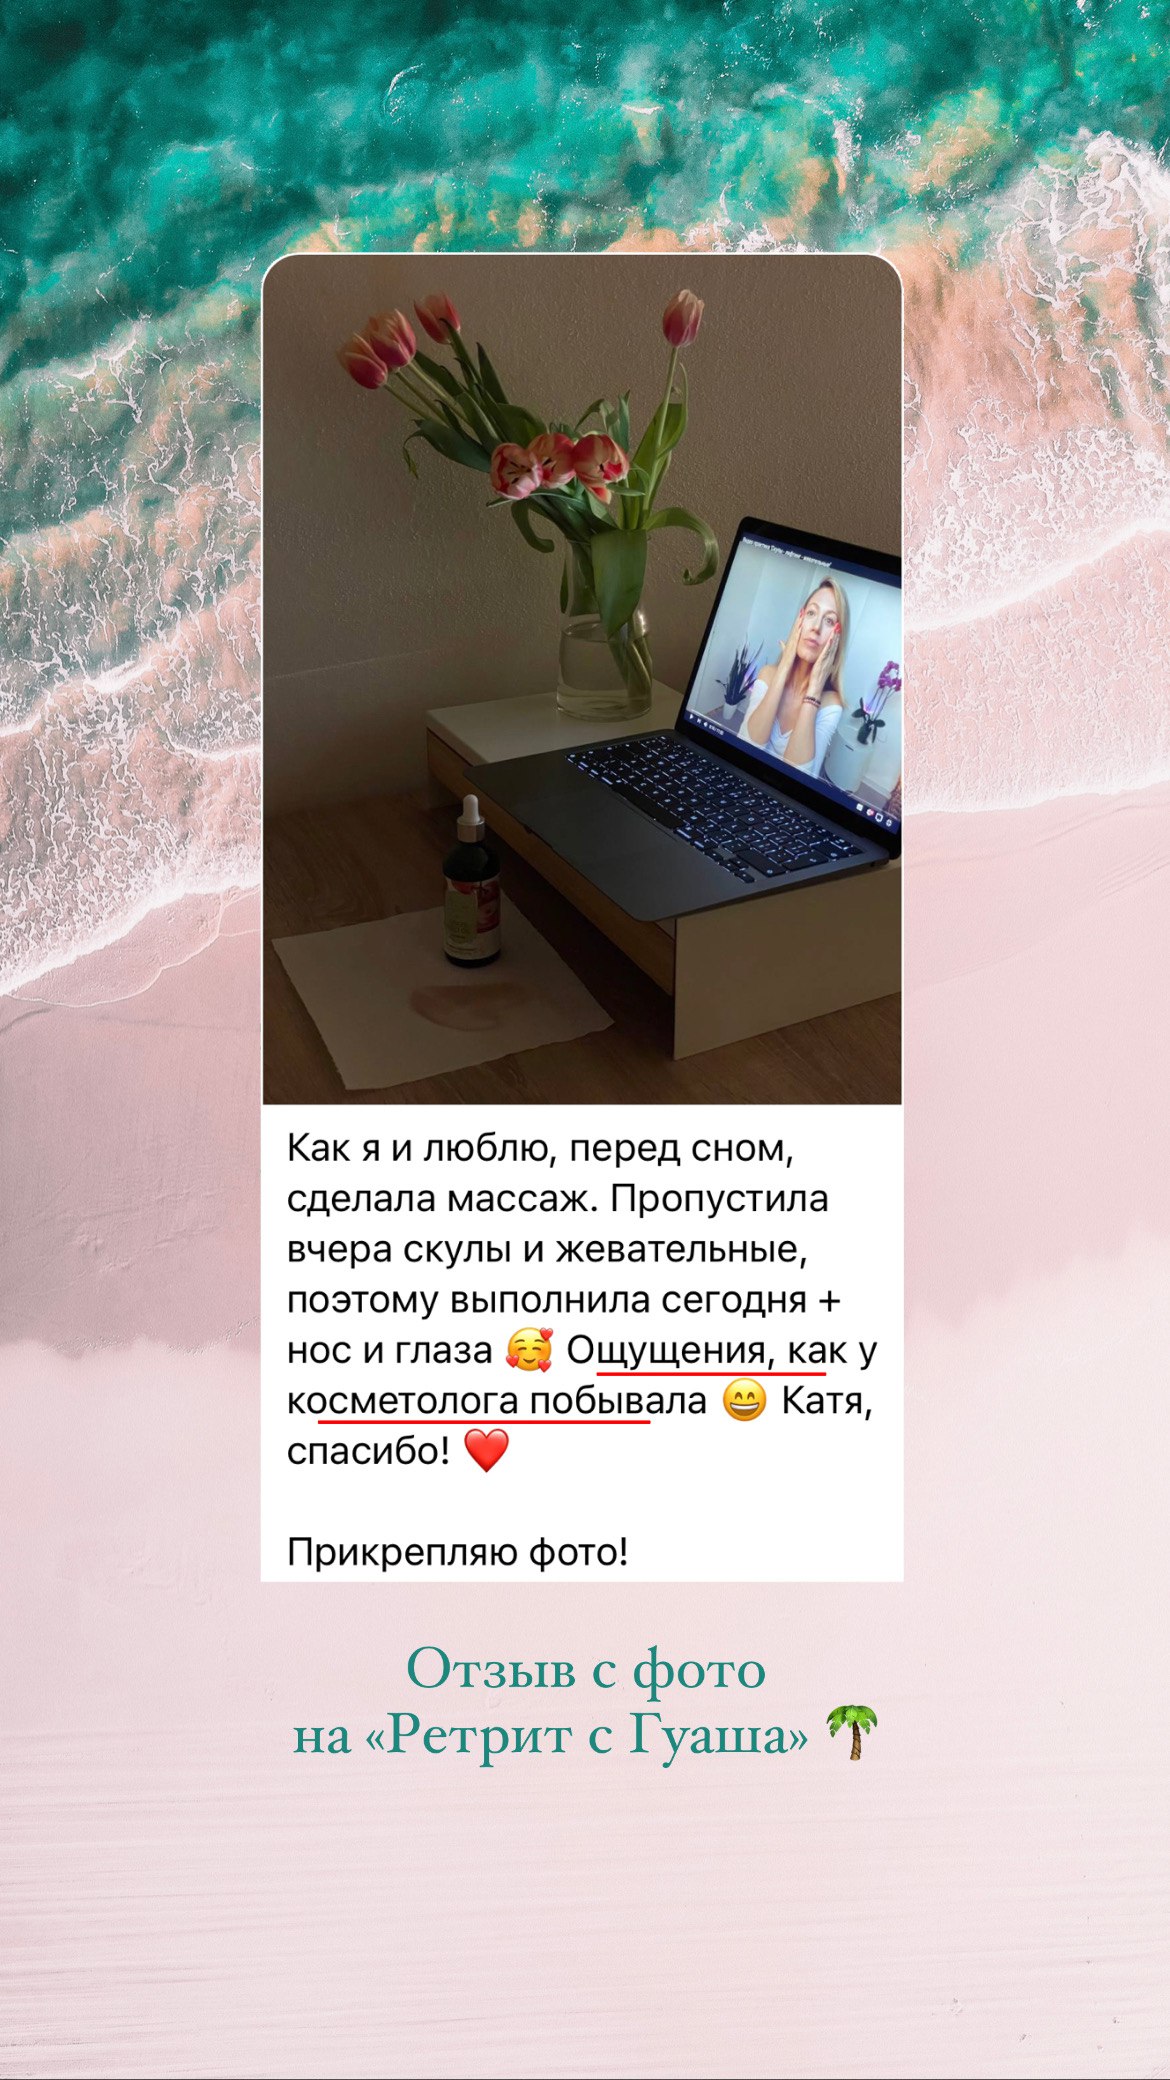 Как я и люблю, перед сном,
сделала массаж. Пропустила
вчера скулы и жевательные,
поэтому выполнила сегодня +
нос и глаза 🥰 Ощущения, как у
косметолога побывала 😄 Катя,
спасибо! ❤️
Прикрепляю фото!
Отзыв с фото
на «Ретрит с Гуаша» 🌴